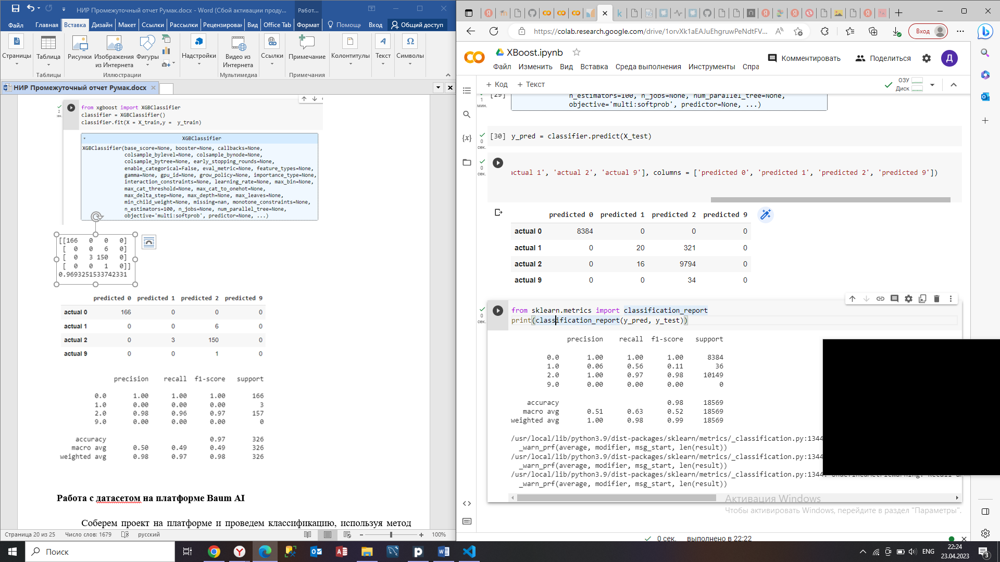 НИР Промежуточный отчет Румак.docx - Word (Сбой активации проду...
Работ...
Файл Главная Вставка Дизайн Макет Ссылки Рассылки Рецензирован Вид Office Tab Формат Помощь Вход Общий доступ
Страницы Таблица Рисунки Изображения из Интернета Фигуры Надстройки Видео из Интернета Ссылки Примечание Колонтитулы Текст Символы
Таблицы Иллюстрации Мультимедиа Примечания
НИР Промежуточный отчет Румак.docx
2
сек.
from xgboost import XGBClassifier
classifier = XGBClassifier()
classifier.fit(X = X_train,y =  y_train)
XGBClassifier
XGBClassifier(base_score=None, booster=None, callbacks=None,
colsample_bylevel=None, colsample_bynode=None,
colsample_bytree=None, early_stopping_rounds=None,
enable_categorical=False, eval_metric=None, feature_types=None,
gamma=None, gpu_id=None, grow_policy=None, importance_type=None,
interaction_constraints=None, learning_rate=None, max_bin=None,
max_cat_threshold=None, max_cat_to_onehot=None,
max_delta_step=None, max_depth=None, max_leaves=None,
min_child_weight=None, missing=nan, monotone_constraints=None,
n_estimators=100, n_jobs=None, num_parallel_tree=None,
objective='multi:softprob', predictor=None, ...)
[[166 0 0 0]
[ 0 0 6 0]
[ 0 3 150 0]
[ 0 0 1 0]]
0.9693251533742331
predicted 0 predicted 1 predicted 2 predicted 9
actual 0 166 0 0 0
actual 1 0 0 6 0
actual 2 0 3 150 0
actual 9 0 0 1 0
precision recall f1-score support
0.0 1.00 1.00 1.00 166
1.0 0.00 0.00 0.00 3
2.0 0.98 0.96 0.97 157
9.0 0.00 0.00 0.00 0
accuracy 0.97 326
macro avg 0.50 0.49 0.49 326
weighted avg 0.98 0.97 0.98 326
Работа с датасетом на платформе Baum AI
Соберем проект на платформе и проведем классификацию, используя метод
Страница 20 из 25 Число слов: 1679 русский 100%
https://colab.research.google.com/drive/1orvXk1aEAJuEhgruwPeNdtFV...
Вход
XBoost.ipynb
Комментировать Поделиться Д
Файл Изменить Вид Вставка Среда выполнения Инструменты Спра
+ Код + Текст
ОЗУ
Диск
[29]
1
мин.
n_estimators=100, n_jobs=None, num_parallel_tree=None,
objective='multi:softprob', predictor=None, ...)
{x}
0
сек.
[30] y_pred = classifier.predict(X_test)
0
сек.
actual 1', 'actual 2', 'actual 9'], columns = ['predicted 0', 'predicted 1', 'predicted 2', 'predicted 9'])
predicted 0 predicted 1 predicted 2 predicted 9
actual 0 8384 0 0 0
actual 1 0 20 321 0
actual 2 0 16 9794 0
actual 9 0 0 34 0
0
сек.
from sklearn.metrics import classification_report
print(classification_report(y_pred, y_test))
precision recall f1-score support
0.0 1.00 1.00 1.00 8384
1.0 0.06 0.56 0.11 36
2.0 1.00 0.97 0.98 10149
9.0 0.00 0.00 0.00 0
accuracy 0.98 18569
macro avg 0.51 0.63 0.52 18569
weighted avg 1.00 0.98 0.99 18569
/usr/local/lib/python3.9/dist-packages/sklearn/metrics/_classification.py:1344
_warn_prf(average, modifier, msg_start, len(result))
/usr/local/lib/python3.9/dist-packages/sklearn/metrics/_classification.py:1344
_warn_prf(average, modifier, msg_start, len(result))
/usr/local/lib/python3.9/dist-packages/sklearn/metrics/_classification.py:1344: UndefinedMetricWarning: Recall
_warn_prf(average, modifier, msg_start, len(result))
Активация Windows
Чтобы активировать Windows, перейдите в раздел "Параметры".
0 сек. выполнено в 22:22
Поиск
ENG
22:24
23.04.2023
3